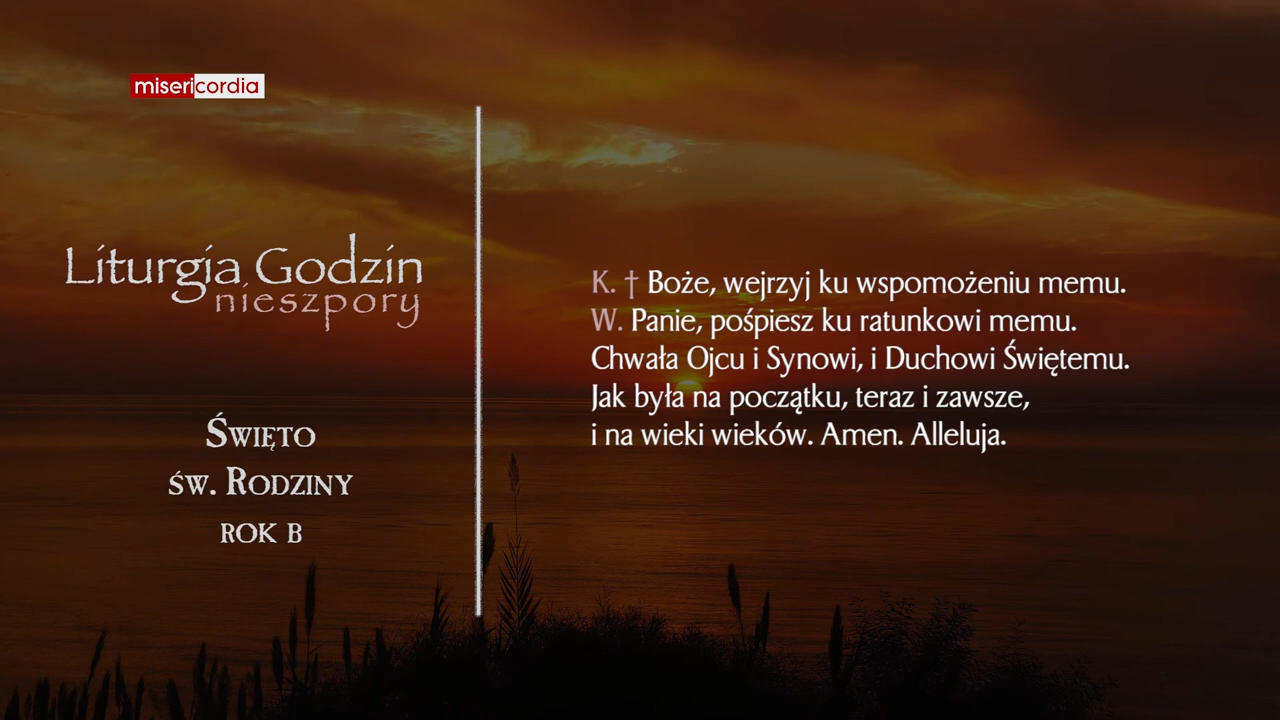 misericordia
Liturgia Godzin
nieszpory
Święto
św. Rodziny
rok B
K. † Boże, wejrzyj ku wspomożeniu memu.
W. Panie, pośpiesz ku ratunkowi memu.
Chwała Ojcu i Synowi, i Duchowi Świętemu.
Jak była na początku, teraz i zawsze,
i na wieki wieków. Amen. Alleluja.